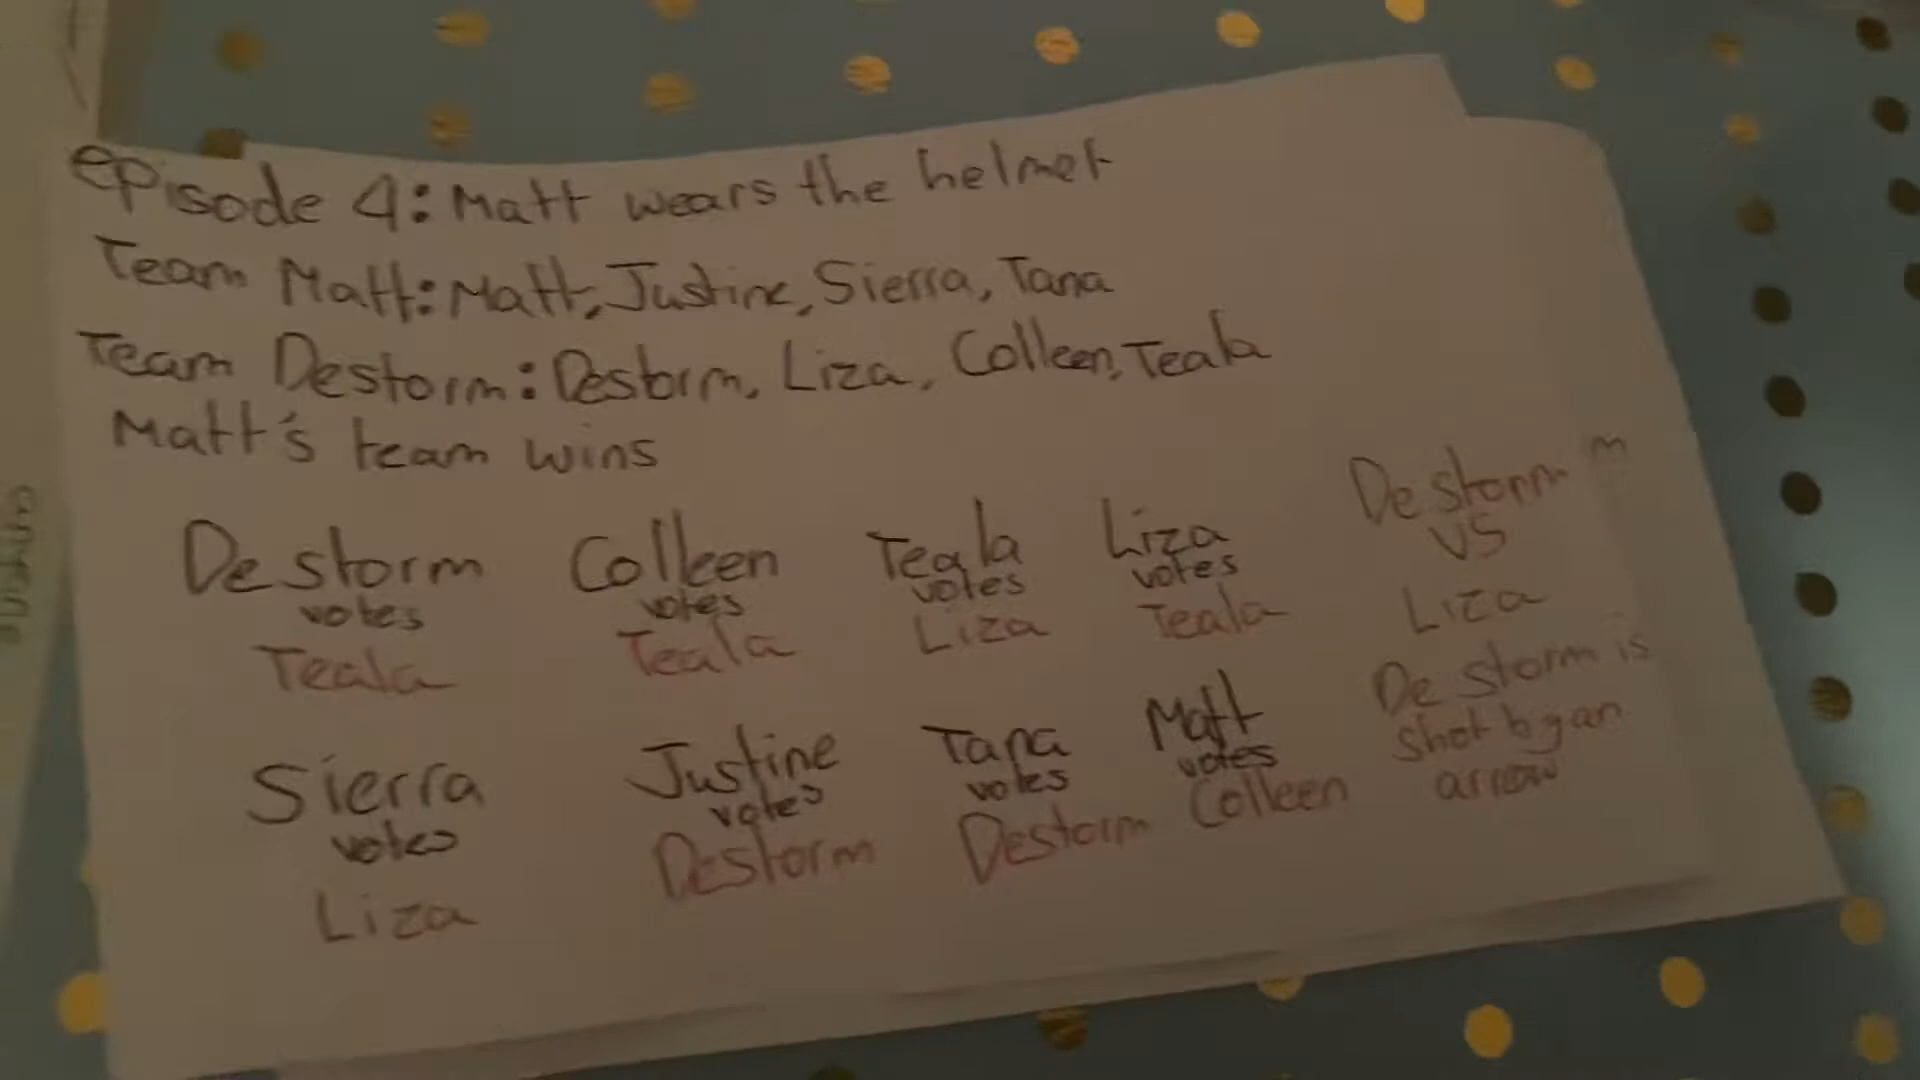 episode 4: Matt wears the helmet
Team Matt: Matt, Justine, Sierra, Tana
Team Destorm: Destorm, Liza, Colleen, Teala
Matt's team wins
Destorm votes Teala
Colleen votes Teala
Teala votes Liza
Liza votes Teala
Destorm m
vs
Liza
Sierra votes Liza
Justine votes Destorm
Tana votes Destorm
Matt votes Colleen
De storm is
shot by an
arrow